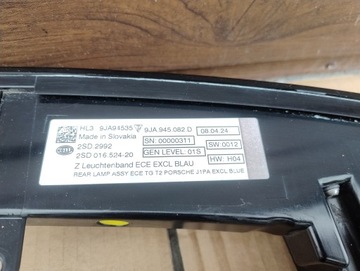 HL3 9JA94535 9JA 945 082 D 08.04.24
Made in Slovakia SN: 00000311 SW: 0012
2SD 2992 GEN LEVEL: 01S HW: H04
2SD 016 524-20
Z Leuchtenband ECE EXCL BLAU
REAR LAMP ASSY ECE TG 72 PORSCHE J1PA EXCL BLUE